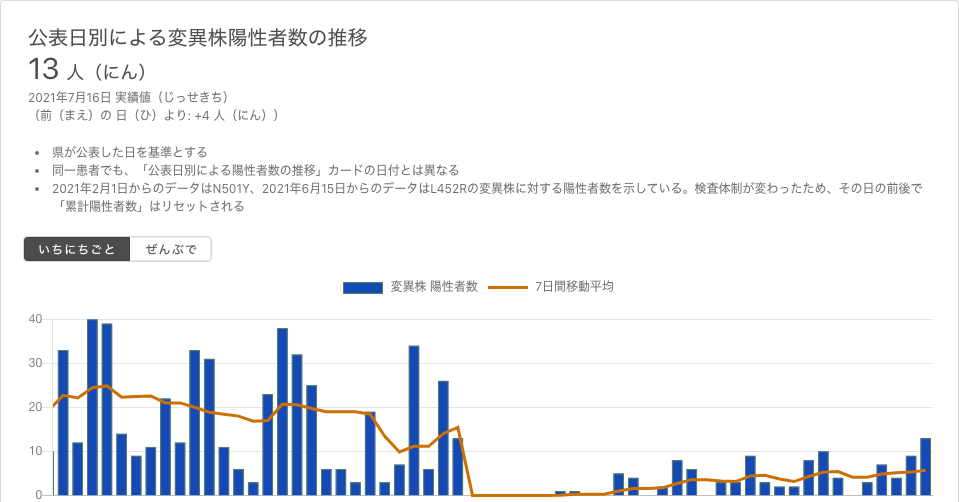 公表日別による変異株陽性者数の推移
13 人（にん）
2021年7月16日 実績値（じっせきち）
（前（まえ）の 日（ひ）より: +4 人（にん））
• 県が公表した日を基準とする
• 同一患者でも、「公表日別による陽性者数の推移」カードの日付とは異なる
• 2021年2月1日からのデータはN501Y、2021年6月15日からのデータはL452Rの変異株に対する陽性者数を示している。検査体制が変わったため、その日の前後で
「累計陽性者数」はリセットされる
いちにちごと ぜんぶで
変異株 陽性者数 7日間移動平均
40
30
20
10
0